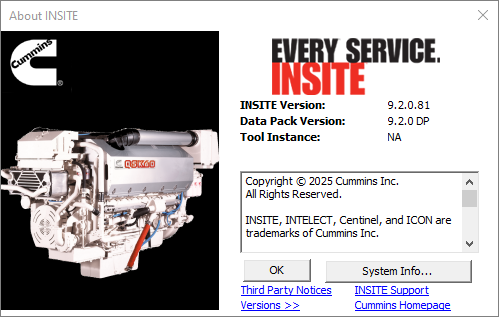 About INSITE
Cummins
®
QSK60
EVERY SERVICE.
INSITE
INSITE Version: 9.2.0.81
Data Pack Version: 9.2.0 DP
Tool Instance: NA
Copyright © 2025 Cummins Inc.
All Rights Reserved.
INSITE, INTELECT, Centinel, and ICON are
trademarks of Cummins Inc.
OK
System Info...
Third Party Notices
INSITE Support
Versions >>
Cummins Homepage